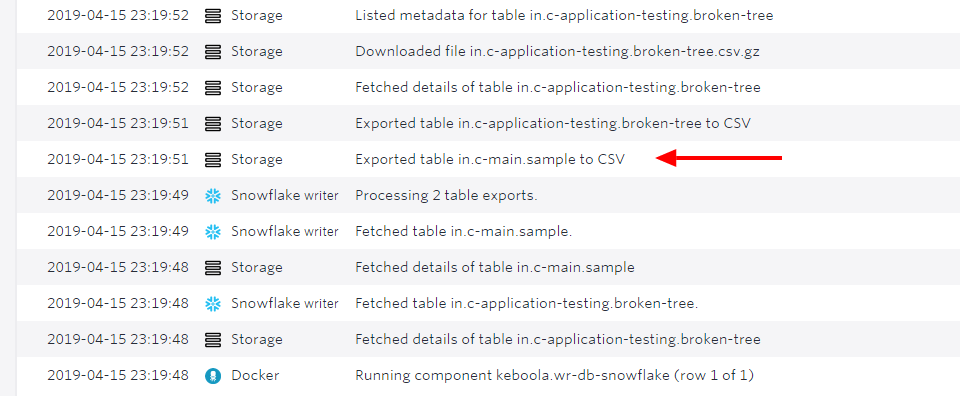 2019-04-15 23:19:52 Storage Listed metadata for table in.c-application-testing.broken-tree
2019-04-15 23:19:52 Storage Downloaded file in.c-application-testing.broken-tree.csv.gz
2019-04-15 23:19:52 Storage Fetched details of table in.c-application-testing.broken-tree
2019-04-15 23:19:51 Storage Exported table in.c-application-testing.broken-tree to CSV
2019-04-15 23:19:51 Storage Exported table in.c-main.sample to CSV
2019-04-15 23:19:49 Snowflake writer Processing 2 table exports.
2019-04-15 23:19:49 Snowflake writer Fetched table in.c-main.sample.
2019-04-15 23:19:48 Storage Fetched details of table in.c-main.sample
2019-04-15 23:19:48 Snowflake writer Fetched table in.c-application-testing.broken-tree.
2019-04-15 23:19:48 Storage Fetched details of table in.c-application-testing.broken-tree
2019-04-15 23:19:48 Docker Running component keboola.wr-db-snowflake (row 1 of 1)